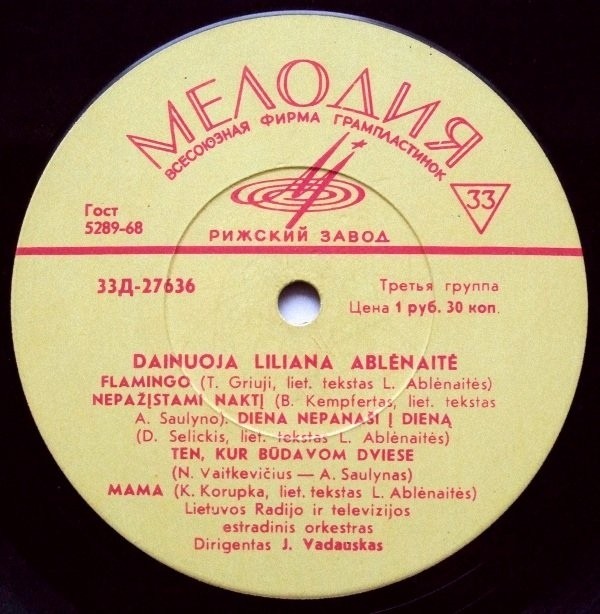 МЕЛОДИЯ
ВСЕСОЮЗНАЯ ФИРМА ГРАМПЛАСТИНОК
33
Гост
5289-68
РИЖСКИЙ ЗАВОД
33Д-27636
Третья группа
Цена 1 руб. 30 коп.
DAINUOJA LILIANA ABLĖNAITĖ
FLAMINGO (T. Griuji, liet. tekstas L. Ablėnaitės)
NEPAŽĮSTAMI NAKTĮ (B. Kempfertas, liet. tekstas
A. Saulyno). DIENA NEPANAŠI Į DIENĄ
(D. Selickis, liet. tekstas L. Ablėnaitės)
TEN, KUR BŪDAVOM DVIESE
(N. Vaitkevičius — A. Saulynas)
MAMA (K. Korupka, liet. tekstas L. Ablėnaitės)
Lietuvos Radijo ir televizijos
estradinis orkestras
Dirigentas J. Vadauskas